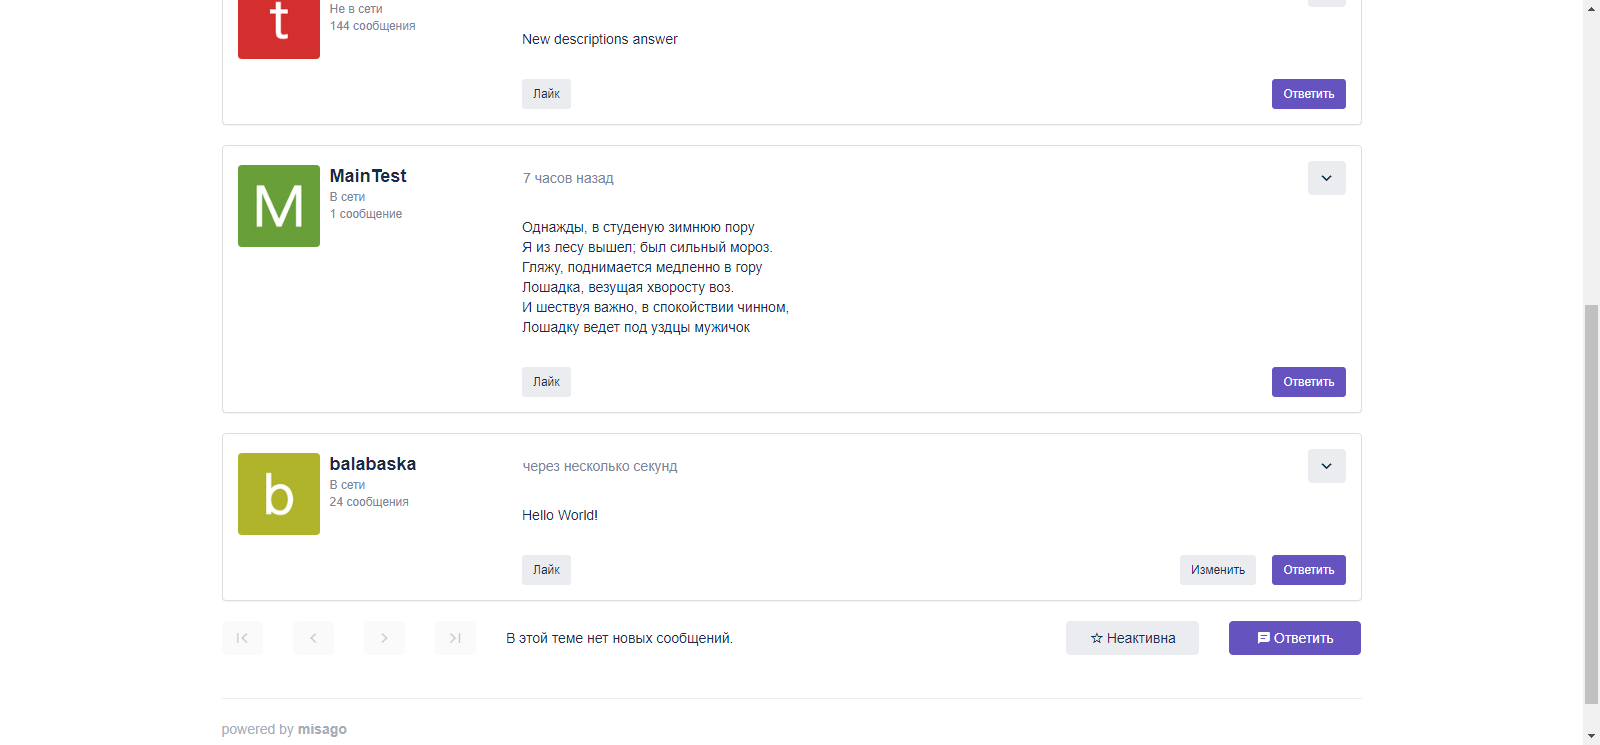 t
Не в сети
144 сообщения
New descriptions answer
Лайк
Ответить
M
MainTest
В сети
1 сообщение
7 часов назад
Однажды, в студеную зимнюю пору
Я из лесу вышел; был сильный мороз.
Гляжу, поднимается медленно в гору
Лошадка, везущая хворосту воз.
И шествуя важно, в спокойствии чинном,
Лошадку ведет под уздцы мужичок
Лайк
Ответить
b
balabaska
В сети
24 сообщения
через несколько секунд
Hello World!
Лайк
Изменить
Ответить
В этой теме нет новых сообщений.
Неактивна
Ответить
powered by misago